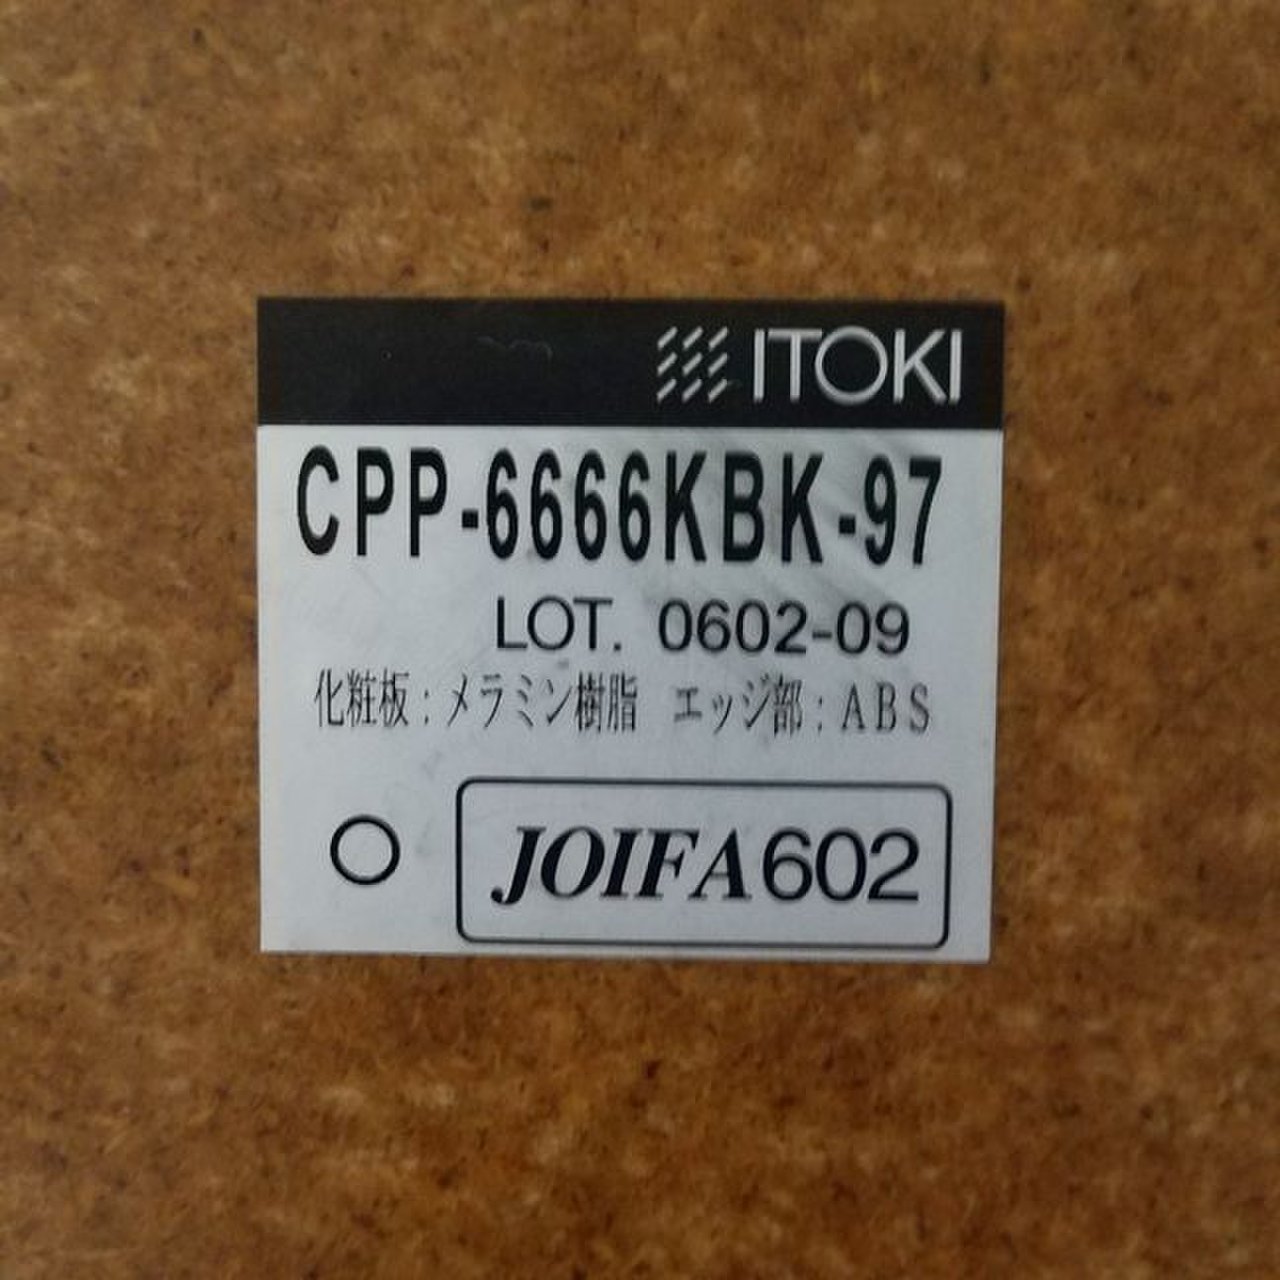 ITOKI
CPP-6666KBK-97
LOT. 0602-09
化粧板：メラミン樹脂　エッジ部：ABS
JOIFA602